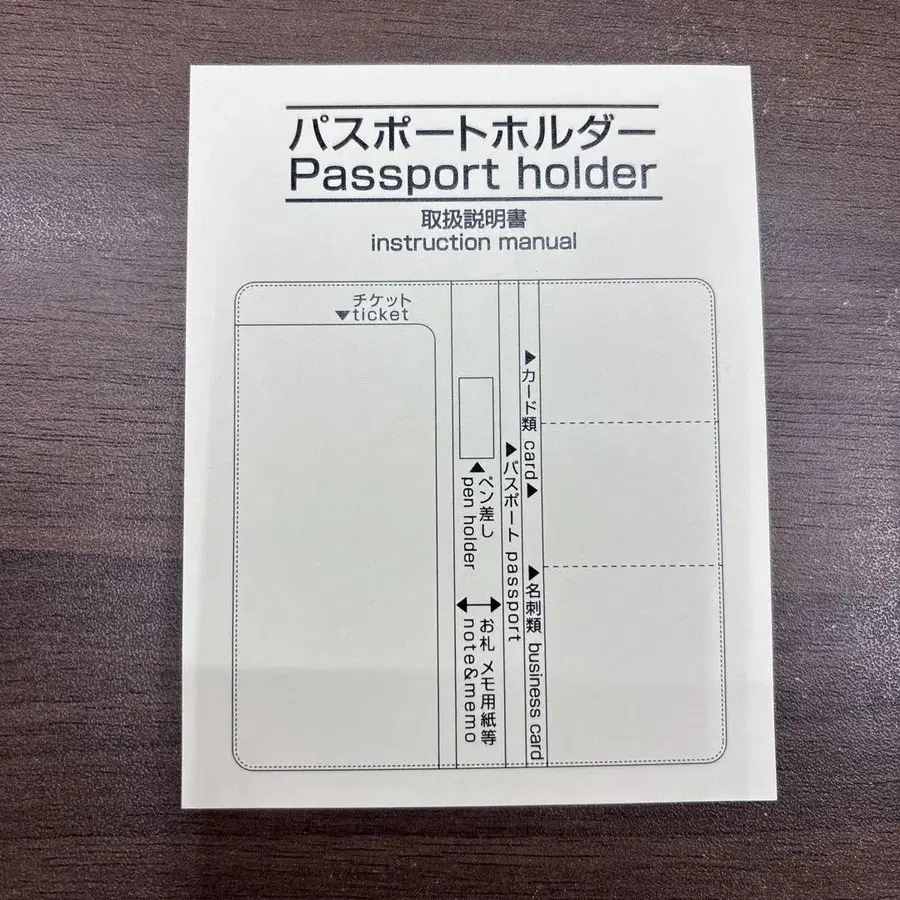 パスポートホルダー
Passport holder
取扱説明書
instruction manual
チケット
▼ticket
▲ペン差し
pen holder
お札 メモ用紙等
note&memo
▲パスポート passport
▲カード類 card▲
▲名刺類 business card